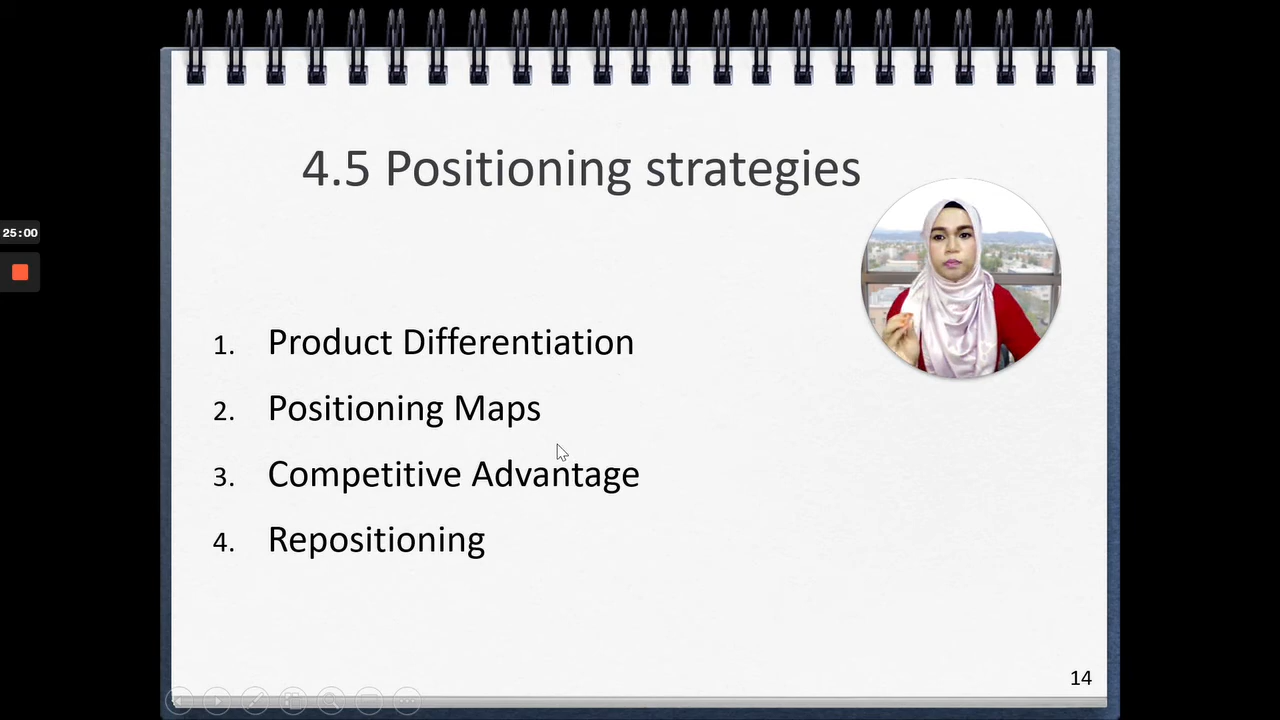 4.5 Positioning strategies
25:00
1. Product Differentiation
2. Positioning Maps
3. Competitive Advantage
4. Repositioning
14